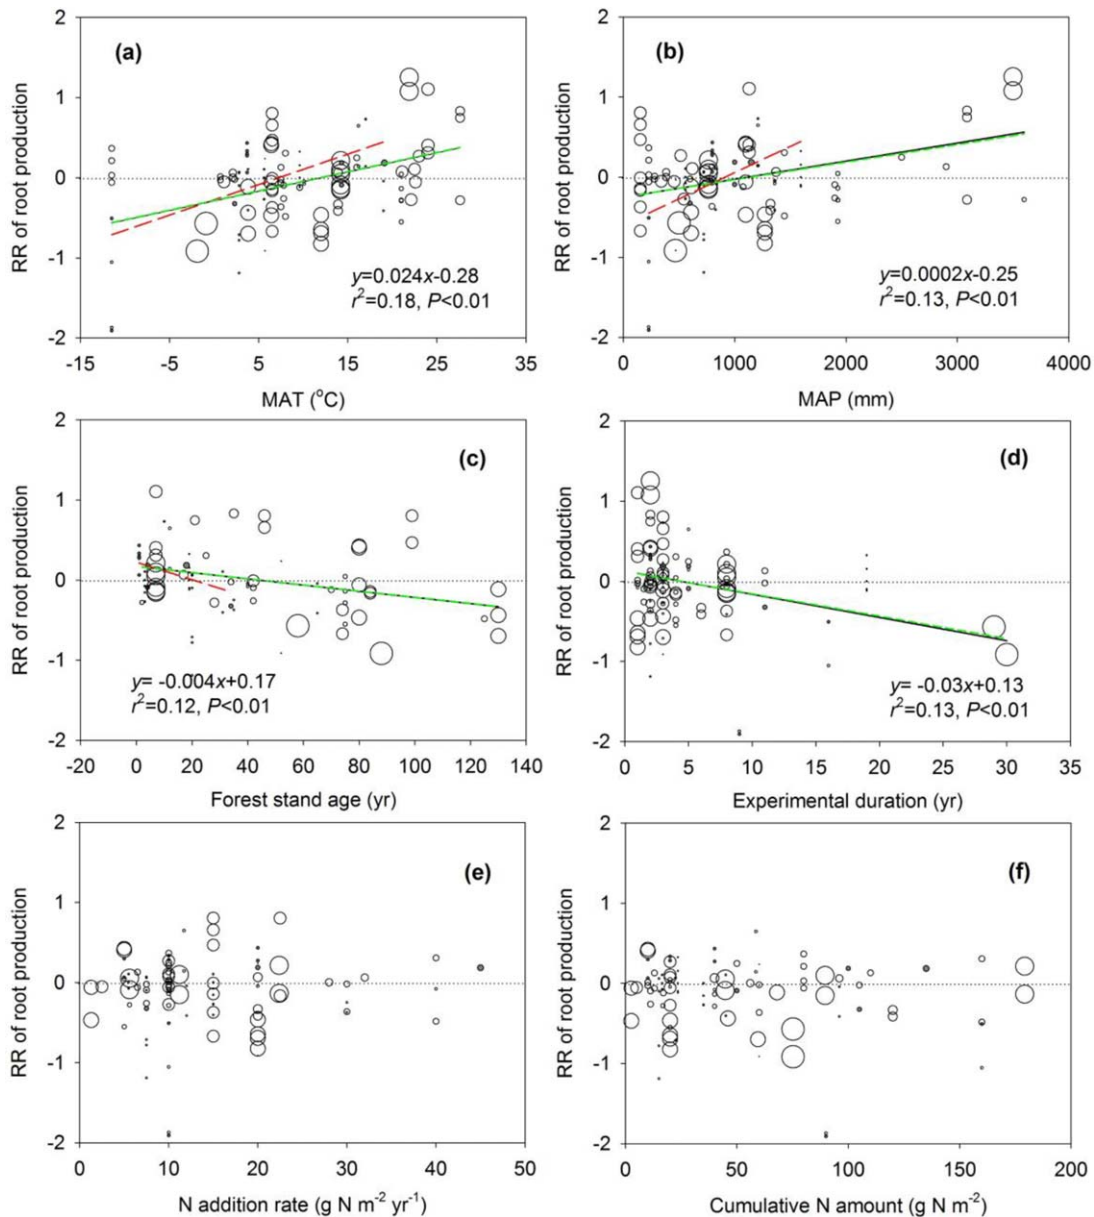 (a)
2
1
0
-1
-2
RR of root production
y=0.024x-0.28
r²=0.18, P<0.01
-15 -5 5 15 25 35
MAT (°C)
(b)
2
1
0
-1
-2
RR of root production
y=0.0002x-0.25
r²=0.13, P<0.01
0 1000 2000 3000 4000
MAP (mm)
(c)
2
1
0
-1
-2
RR of root production
y= -0.004x+0.17
r²=0.12, P<0.01
-20 0 20 40 60 80 100 120 140
Forest stand age (yr)
(d)
2
1
0
-1
-2
RR of root production
y= -0.03x+0.13
r²=0.13, P<0.01
0 5 10 15 20 25 30 35
Experimental duration (yr)
(e)
2
1
0
-1
-2
RR of root production
0 10 20 30 40 50
N addition rate (g N m⁻² yr⁻¹)
(f)
2
1
0
-1
-2
RR of root production
0 50 100 150 200
Cumulative N amount (g N m⁻²)